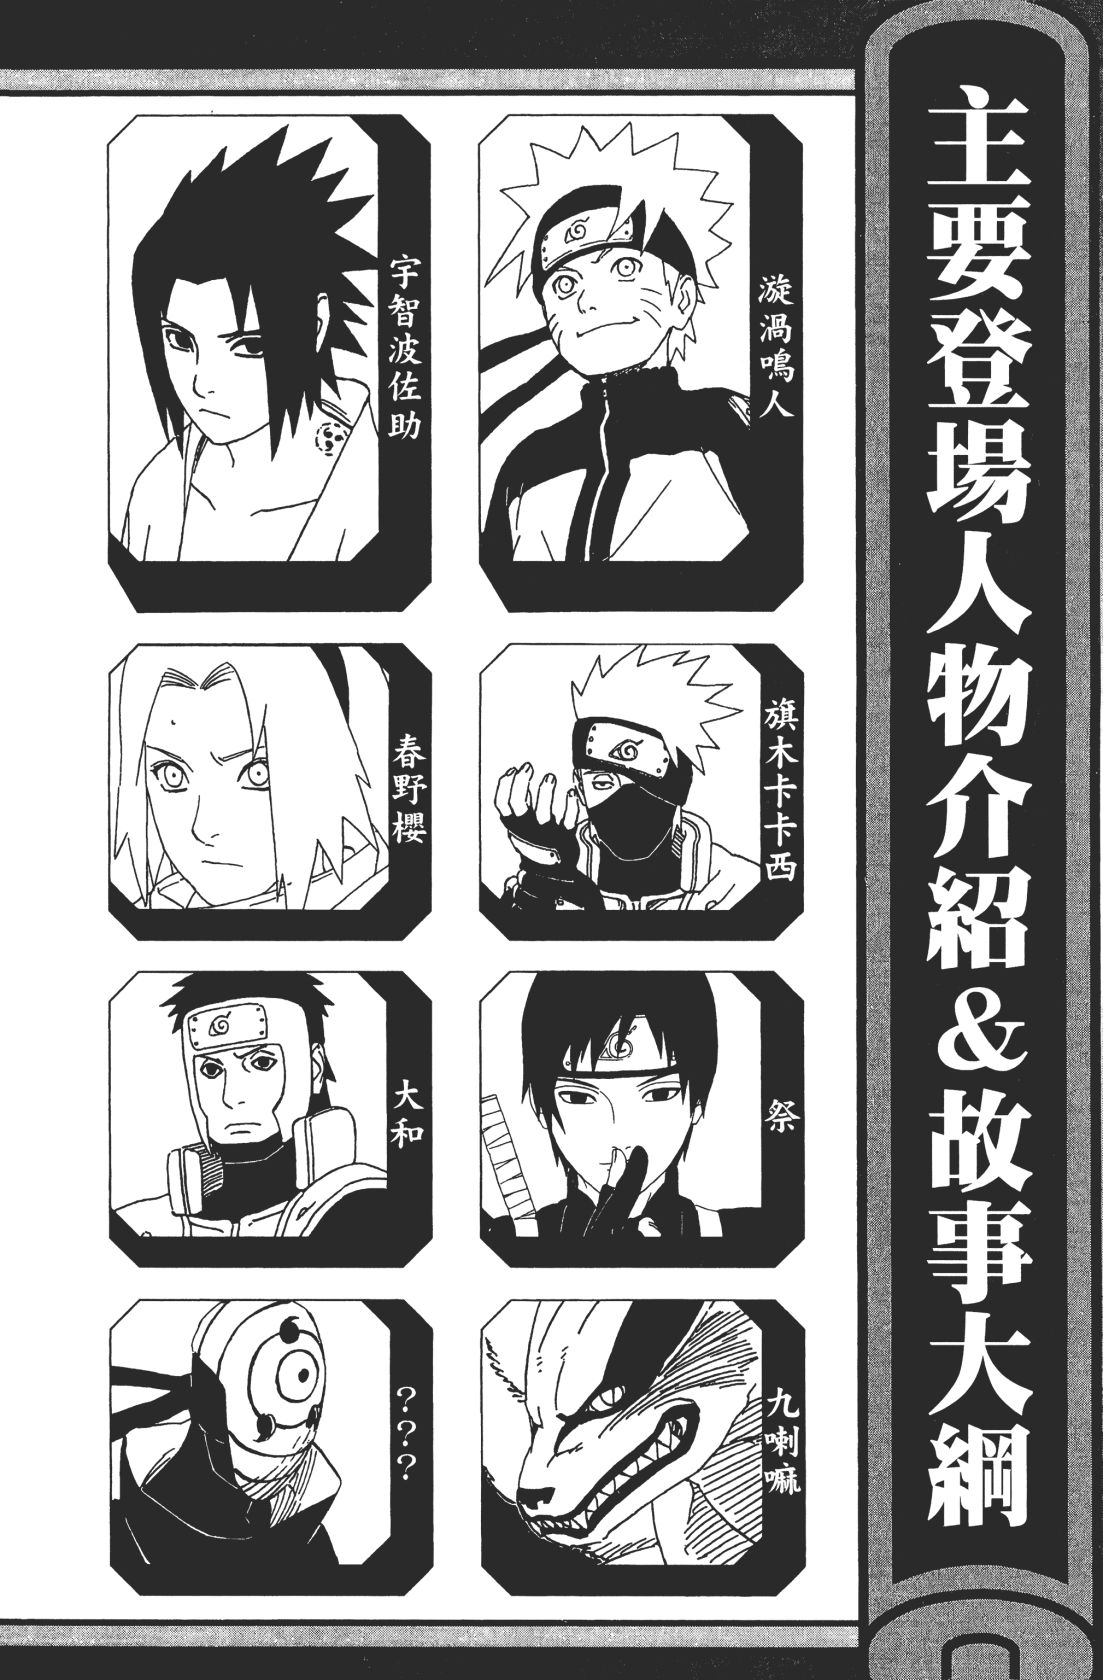 主要登場人物介紹&故事大綱
漩渦鳴人
宇智波佐助
旗木卡卡西
春野櫻
祭
大和
九喇嘛
???